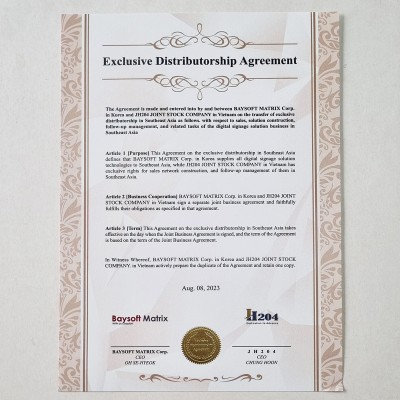 Exclusive Distributorship Agreement
The Agreement is made and entered into by and between BAYSOFT MATRIX Corp.
in Korea and JH204 JOINT STOCK COMPANY in Vietnam on the transfer of exclusive
distributorship to Southeast Asia as follows, with respect to sales, solution construction,
follow-up management, and related tasks of the digital signage solution business in
Southeast Asia
Article 1 [Purpose] This Agreement on the exclusive distributorship in Southeast Asia
defines that BAYSOFT MATRIX Corp. in Korea supplies all digital signage solution
technologies to Southeast Asia, while JH204 JOINT STOCK COMPANY in Vietnam has
exclusive rights for sales network construction, and follow-up management of them in
Southeast Asia.
Article 2 [Business Cooperation] BAYSOFT MATRIX Corp. in Korea and JH204 JOINT
STOCK COMPANY in Vietnam sign a separate joint business agreement and faithfully
fulfills their obligations as specified in that agreement.
Article 3 [Term] This Agreement on the exclusive distributorship in Southeast Asia takes
effective on the day when the Joint Business Agreement is signed, and the term of the Agreement
is based on the term of the Joint Business Agreement.
In Witness Whereof, BAYSOFT MATRIX Corp. in Korea and JH204 JOINT STOCK
COMPANY, in Vietnam actively prepare the duplicate of the Agreement and retain one copy.
Aug. 08, 2023
Baysoft Matrix
JH204
BAYSOFT MATRIX Corp.
CEO
OH SE HYEOK
JH204
CEO
CHUNG HOON